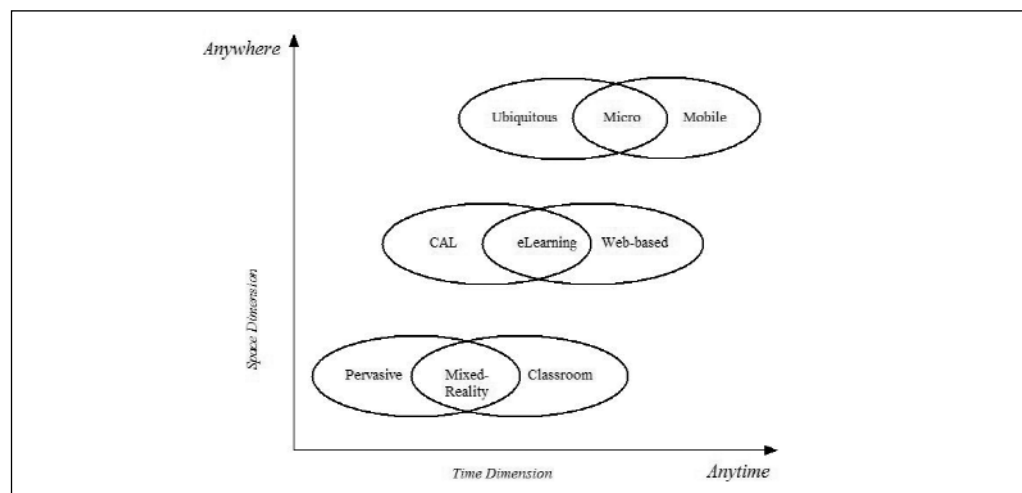 Anywhere
Ubiquitous Micro Mobile
CAL eLearning Web-based
Space Dimension
Pervasive Mixed- Classroom
Reality
Time Dimension Anytime